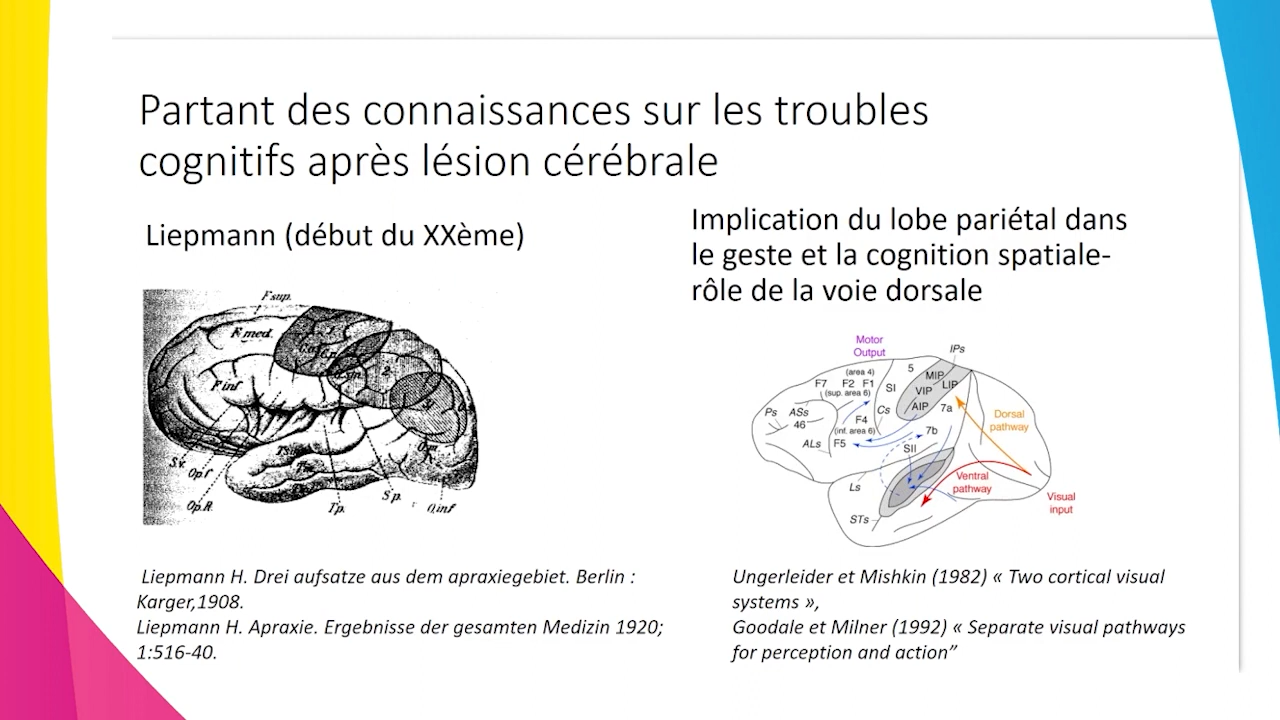 Partant des connaissances sur les troubles
cognitifs après lésion cérébrale
Liepmann (début du XXème)
F sup.
F med.
F inf
1
2
S.v.
Op.f
Op.R.
T.p.
S.p.
O.inf
Liepmann H. Drei aufsatze aus dem apraxiegebiet. Berlin :
Karger,1908.
Liepmann H. Apraxie. Ergebnisse der gesamten Medizin 1920;
1:516-40.
Implication du lobe pariétal dans
le geste et la cognition spatiale-
rôle de la voie dorsale
Motor
Output
IPs
(area 4)
5
MIP
F7 F2 F1
SI
LIP
(sup. area 6)
VIP
Ps ASs
Cs
AIP 7a
46
F4
Dorsal
pathway
(inf. area 6)
7b
ALs F5
SII
Ls
Ventral
pathway
Visual
input
STs
Ungerleider et Mishkin (1982) « Two cortical visual
systems »,
Goodale et Milner (1992) « Separate visual pathways
for perception and action”